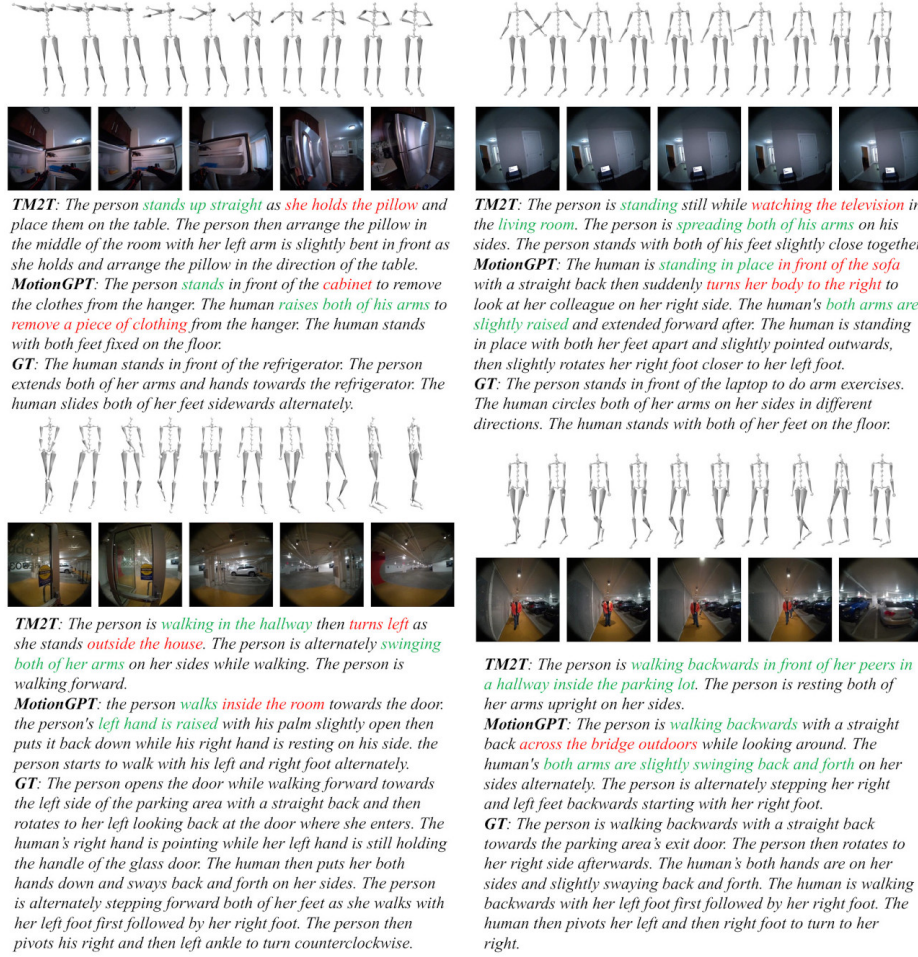 TM2T: The person stands up straight as she holds the pillow and
place them on the table. The person then arrange the pillow in
the middle of the room with her left arm is slightly bent in front as
she holds and arrange the pillow in the direction of the table.
MotionGPT: The person stands in front of the cabinet to remove
the clothes from the hanger. The human raises both of his arms to
remove a piece of clothing from the hanger. The human stands
with both feet fixed on the floor.
GT: The human stands in front of the refrigerator. The person
extends both of her arms and hands towards the refrigerator. The
human slides both of her feet sidewards alternately.
TM2T: The person is standing still while watching the television in
the living room. The person is spreading both of his arms on his
sides. The person stands with both of his feet slightly close together
MotionGPT: The human is standing in place in front of the sofa
with a straight back then suddenly turns her body to the right to
look at her colleague on her right side. The human's both arms are
slightly raised and extended forward after. The human is standing
in place with both her feet apart and slightly pointed outwards,
then slightly rotates her right foot closer to her left foot.
GT: The person stands in front of the laptop to do arm exercises.
The human circles both of her arms on her sides in different
directions. The human stands with both of her feet on the floor.
TM2T: The person is walking in the hallway then turns left as
she stands outside the house. The person is alternately swinging
both of her arms on her sides while walking. The person is
walking forward.
MotionGPT: the person walks inside the room towards the door.
the person's left hand is raised with his palm slightly open then
puts it back down while his right hand is resting on his side. the
person starts to walk with his left and right foot alternately.
GT: The person opens the door while walking forward towards
the left side of the parking area with a straight back and then
rotates to her left looking back at the door where she enters. The
human's right hand is pointing while her left hand is still holding
the handle of the glass door. The human then puts her both
hands down and sways back and forth on her sides. The person
is alternately stepping forward both of her feet as she walks with
her left foot first followed by her right foot. The person then
pivots his right and then left ankle to turn counterclockwise.
TM2T: The person is walking backwards in front of her peers in
a hallway inside the parking lot. The person is resting both of
her arms upright on her sides.
MotionGPT: The person is walking backwards with a straight
back across the bridge outdoors while looking around. The
human's both arms are slightly swinging back and forth on her
sides alternately. The person is alternately stepping her right
and left feet backwards starting with her right foot.
GT: The person is walking backwards with a straight back
towards the parking area's exit door. The person then rotates to
her right side afterwards. The human's both hands are on her
sides and slightly swaying back and forth. The human is walking
backwards with her left foot first followed by her right foot. The
human then pivots her left and then right foot to turn to her
right.